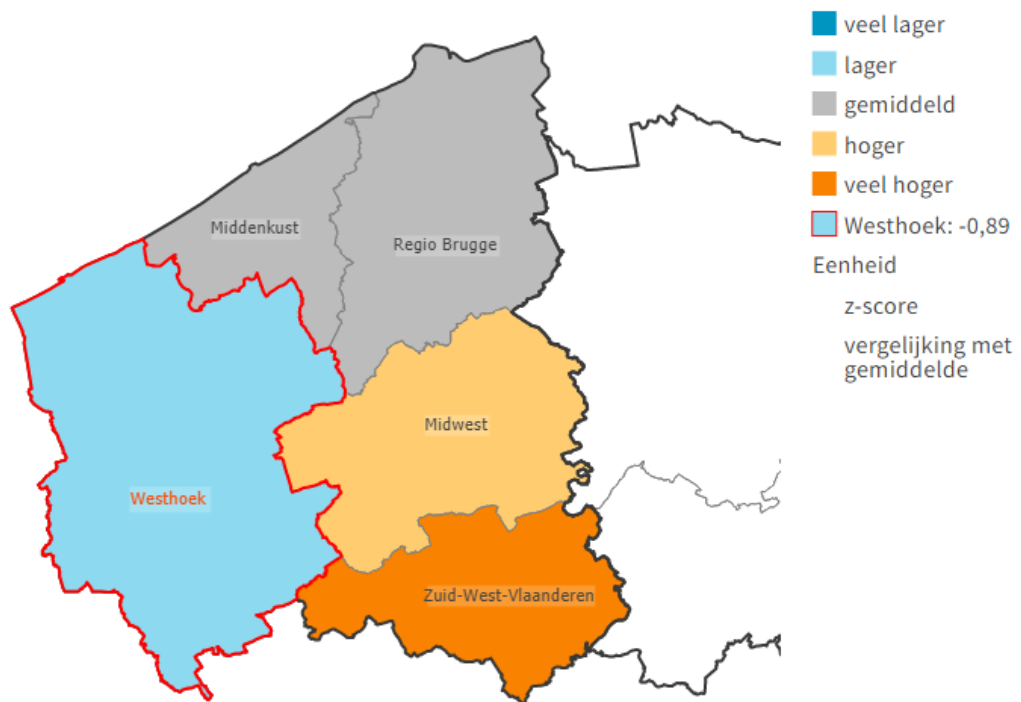 veel lager
lager
gemiddeld
hoger
veel hoger
Westhoek: -0,89
Eenheid
z-score
vergelijking met
gemiddelde
Middenkust
Regio Brugge
Midwest
Westhoek
Zuid-West-Vlaanderen